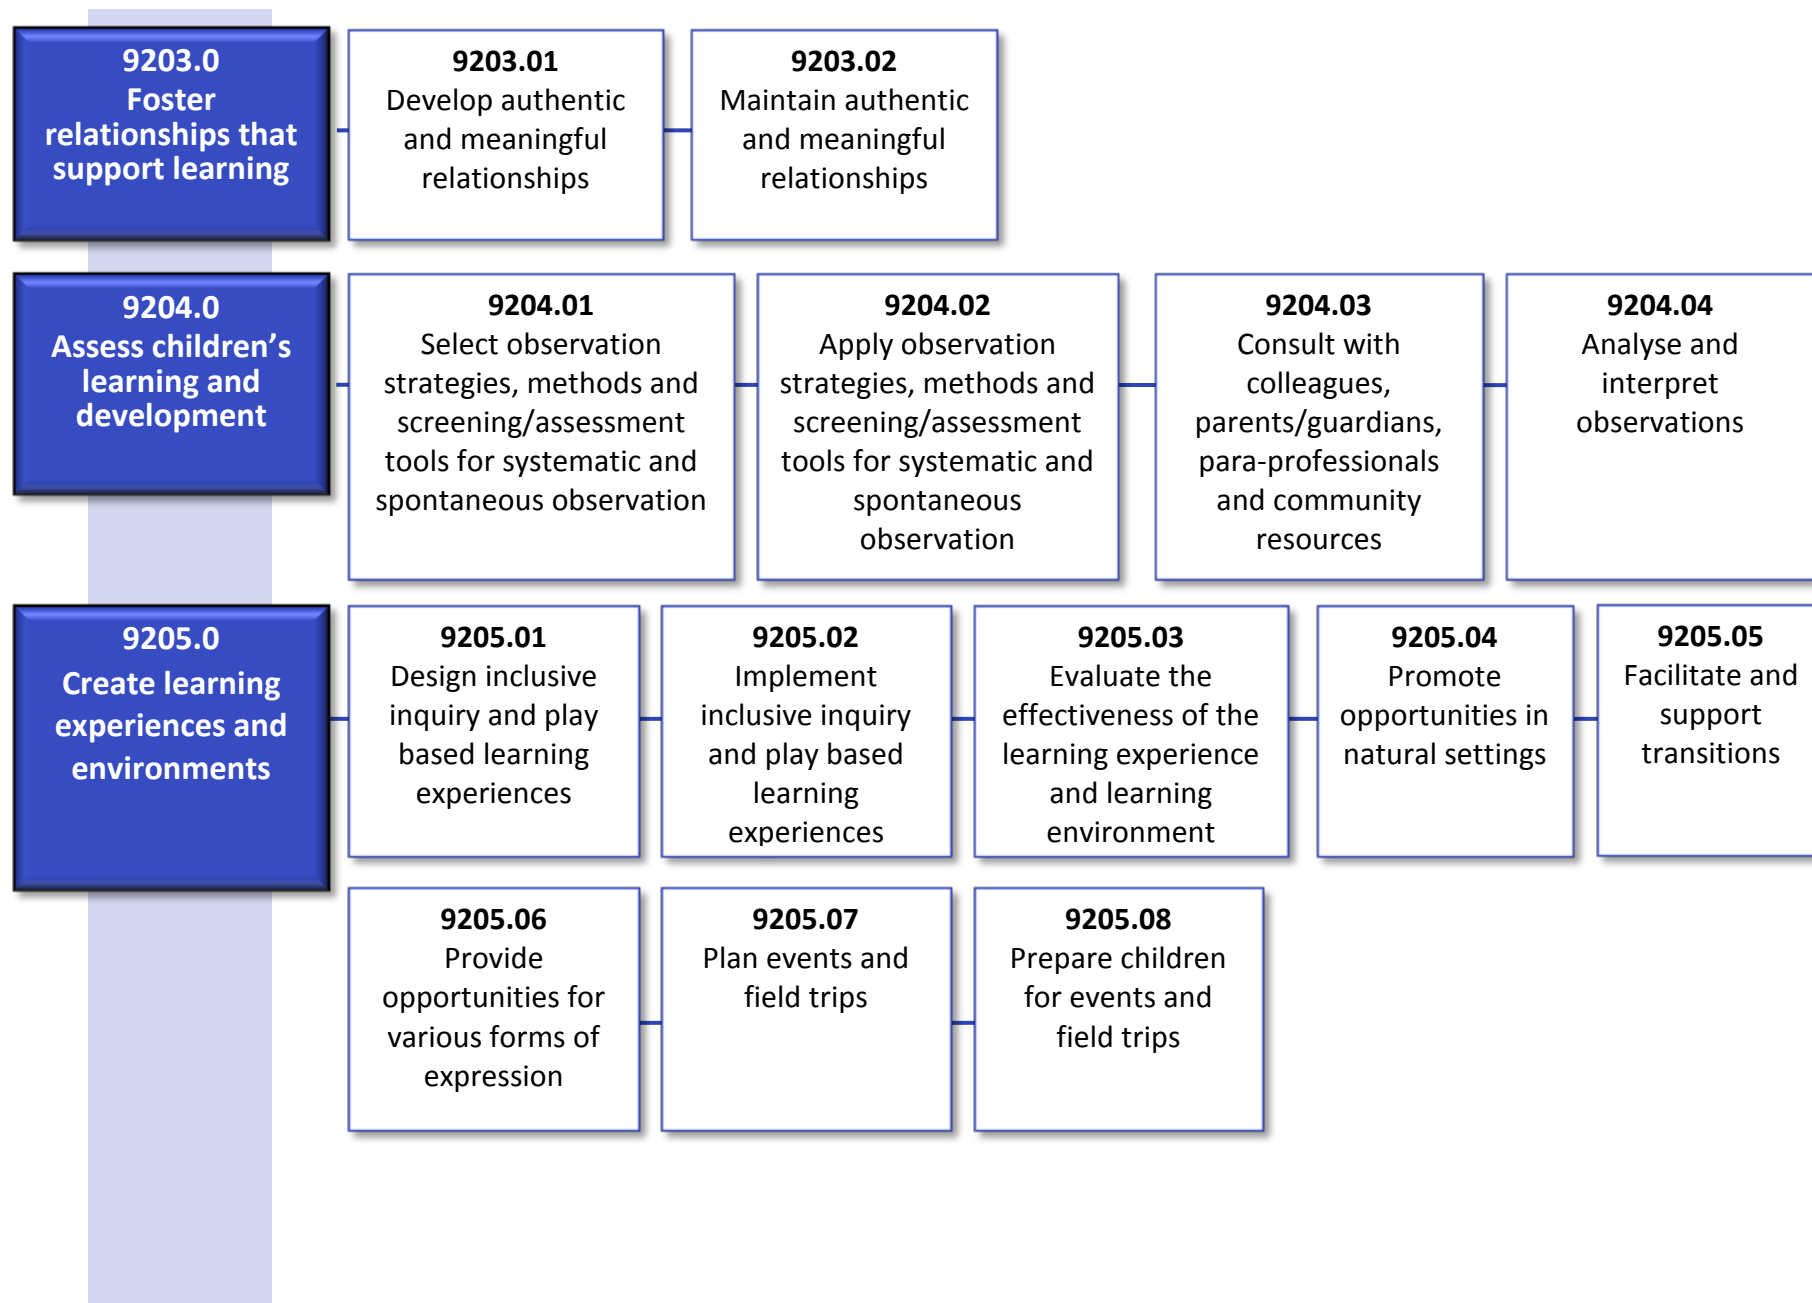 9203.0
Foster
relationships that
support learning
9203.01
Develop authentic
and meaningful
relationships
9203.02
Maintain authentic
and meaningful
relationships
9204.0
Assess children’s
learning and
development
9204.01
Select observation
strategies, methods and
screening/assessment
tools for systematic and
spontaneous observation
9204.02
Apply observation
strategies, methods and
screening/assessment
tools for systematic and
spontaneous
observation
9204.03
Consult with
colleagues,
parents/guardians,
para-professionals
and community
resources
9204.04
Analyse and
interpret
observations
9205.0
Create learning
experiences and
environments
9205.01
Design inclusive
inquiry and play
based learning
experiences
9205.02
Implement
inclusive inquiry
and play based
learning
experiences
9205.03
Evaluate the
effectiveness of the
learning experience
and learning
environment
9205.04
Promote
opportunities in
natural settings
9205.05
Facilitate and
support
transitions
9205.06
Provide
opportunities for
various forms of
expression
9205.07
Plan events and
field trips
9205.08
Prepare children
for events and
field trips